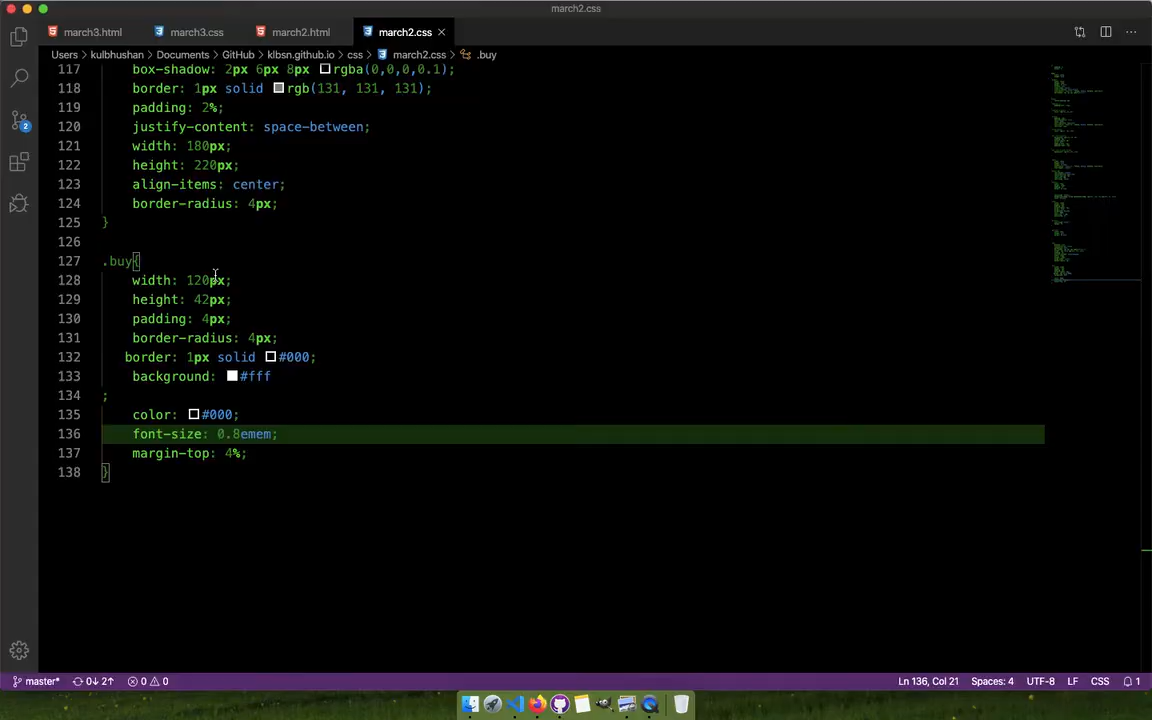 march2.css
march3.html march3.css march2.html march2.css
Users kulbhushan Documents GitHub klbsn.github.io css march2.css .buy
117 box-shadow: 2px 6px 8px rgba(0,0,0,0.1);
118 border: 1px solid rgb(131, 131, 131);
119 padding: 2%;
120 justify-content: space-between;
121 width: 180px;
122 height: 220px;
123 align-items: center;
124 border-radius: 4px;
125 }
126
127 .buy{
128 width: 120px;
129 height: 42px;
130 padding: 4px;
131 border-radius: 4px;
132 border: 1px solid #000;
133 background: #fff
134 ;
135 color: #000;
136 font-size: 0.8emem;
137 margin-top: 4%;
138 }
2
master* 0↓ 2↑ 0 0 Ln 136, Col 21 Spaces: 4 UTF-8 LF CSS 1